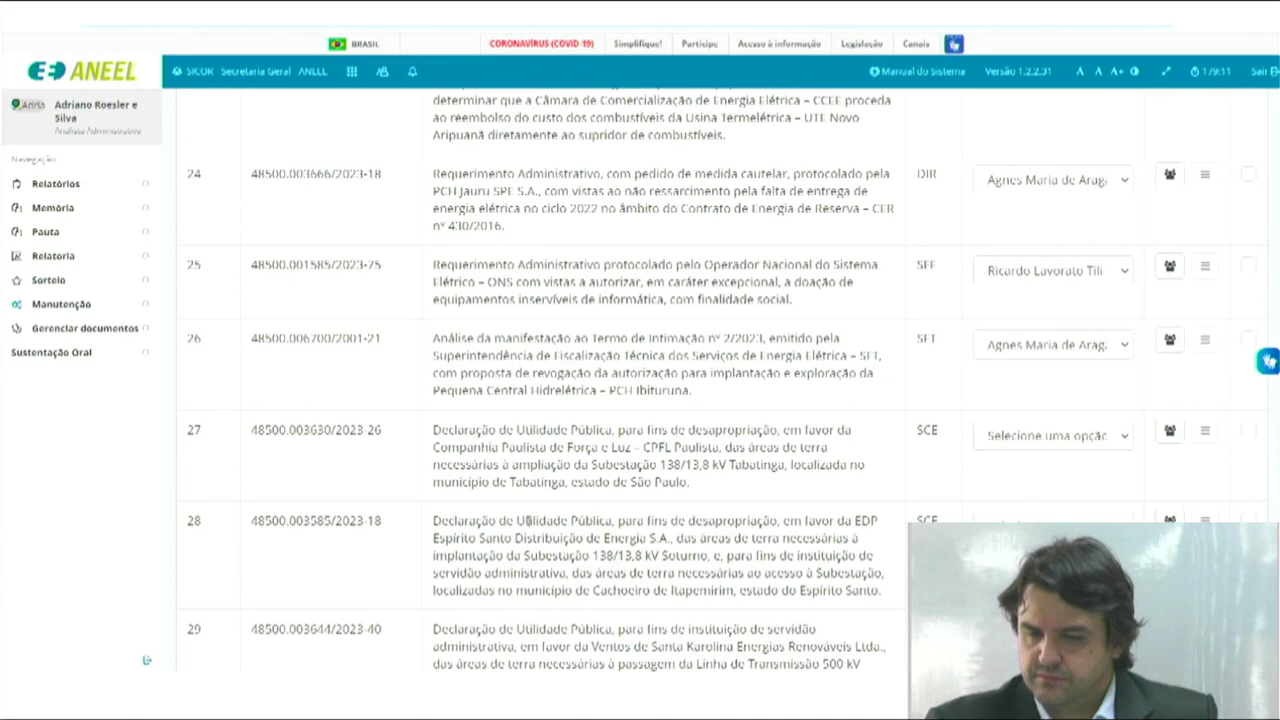 BRASIL
CORONAVÍRUS (COVID-19)
Simplifique!
Participe
Acesso à informação
Legislação
Canais
ANEEL
SICOR Secretaria Geral ANEEL
Manual do Sistema
Versão 1.2.2.31
A A A+
Sair
Adriano Roesler e
Silva
Analista Administrativo
Navegação
Relatórios
Memória
Pauta
Relatoria
Sorteio
Manutenção
Gerenciar documentos
Sustentação Oral
determinar que a Câmara de Comercialização de Energia Elétrica – CCEE proceda
ao reembolso do custo dos combustíveis da Usina Termelétrica – UTE Novo
Aripuanã diretamente ao supridor de combustíveis.
24
48500.003666/2023-18
Requerimento Administrativo, com pedido de medida cautelar, protocolado pela
PCH Jauru SPE S.A., com vistas ao não ressarcimento pela falta de entrega de
energia elétrica no ciclo 2022 no âmbito do Contrato de Energia de Reserva – CER
nº 430/2016.
DIR
Agnes Maria de Arag
25
48500.001585/2023-75
Requerimento Administrativo protocolado pelo Operador Nacional do Sistema
Elétrico – ONS com vistas a autorizar, em caráter excepcional, a doação de
equipamentos inservíveis de informática, com finalidade social.
SFF
Ricardo Lavorato Tili
26
48500.006700/2001-21
Análise da manifestação ao Termo de Intimação nº 2/2023, emitido pela
Superintendência de Fiscalização Técnica dos Serviços de Energia Elétrica – SFT,
com proposta de revogação da autorização para implantação e exploração da
Pequena Central Hidrelétrica – PCH Ibituruna.
SFT
Agnes Maria de Arag
27
48500.003630/2023-26
Declaração de Utilidade Pública, para fins de desapropriação, em favor da
Companhia Paulista de Força e Luz – CPFL Paulista, das áreas de terra
necessárias à ampliação da Subestação 138/13,8 kV Tabatinga, localizada no
município de Tabatinga, estado de São Paulo.
SCE
Selecione uma opção
28
48500.003585/2023-18
Declaração de Utilidade Pública, para fins de desapropriação, em favor da EDP
Espírito Santo Distribuição de Energia S.A., das áreas de terra necessárias à
implantação da Subestação 138/13,8 kV Soturno, e, para fins de instituição de
servidão administrativa, das áreas de terra necessárias ao acesso à Subestação,
localizadas no município de Cachoeiro de Itapemirim, estado do Espírito Santo.
SCE
29
48500.003644/2023-40
Declaração de Utilidade Pública, para fins de instituição de servidão
administrativa, em favor da Ventos de Santa Karolina Energias Renováveis Ltda.,
das áreas de terra necessárias à passagem da Linha de Transmissão 500 kV